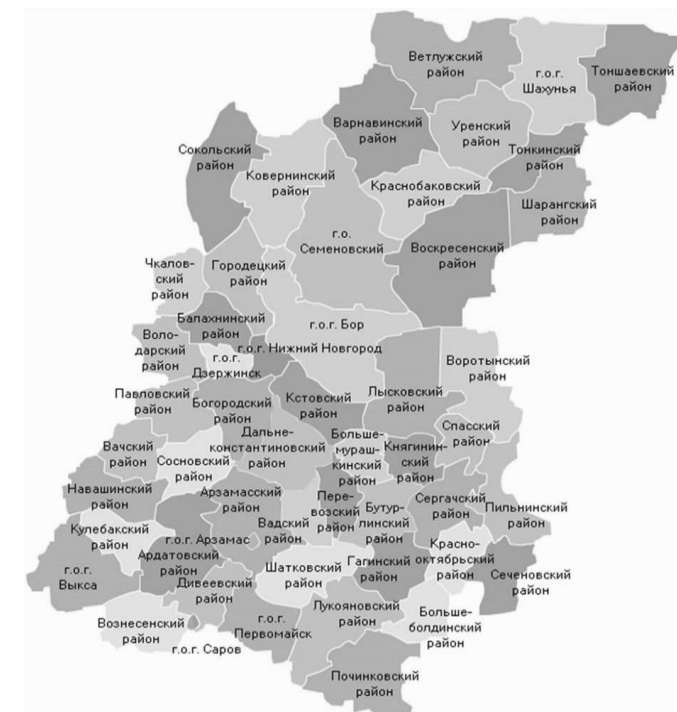 Ветлужский
район
г.о.г.
Шахунья
Тоншаевский
район
Варнавинский
район
Уренский
район
Тонкинский
район
Сокольский
район
Ковернинский
район
Краснобаковский
район
Шарангский
район
г.о.
Семеновский
Воскресенский
район
Чкалов-
ский
район
Городецкий
район
Балахнинский
район
г.о.г. Бор
Воло-
дарский
район
г.о.г. Нижний Новгород
г.о.г.
Дзержинск
Воротынский
район
Павловский
район
Богородский
район
Кстовский
район
Лысковский
район
Спасский
район
Вачский
район
Сосновский
район
Дальне-
константиновский
район
Больше-
мураш-
кинский
район
Княгинин-
ский
район
Навашинский
район
Арзамасский
район
Вадский
район
Пере-
возский
район
Бутур-
линский
район
Сергачский
район
Пильнинский
район
Кулебакский
район
г.о.г. Арзамас
Ардатовский
район
г.о.г.
Выкса
Дивеевский
район
Шатковский
район
Гагинский
район
Красно-
октябрьский
район
Сеченовский
район
Вознесенский
район
г.о.г. Саров
г.о.г.
Первомайск
Лукояновский
район
Больше-
болдинский
район
Починковский
район